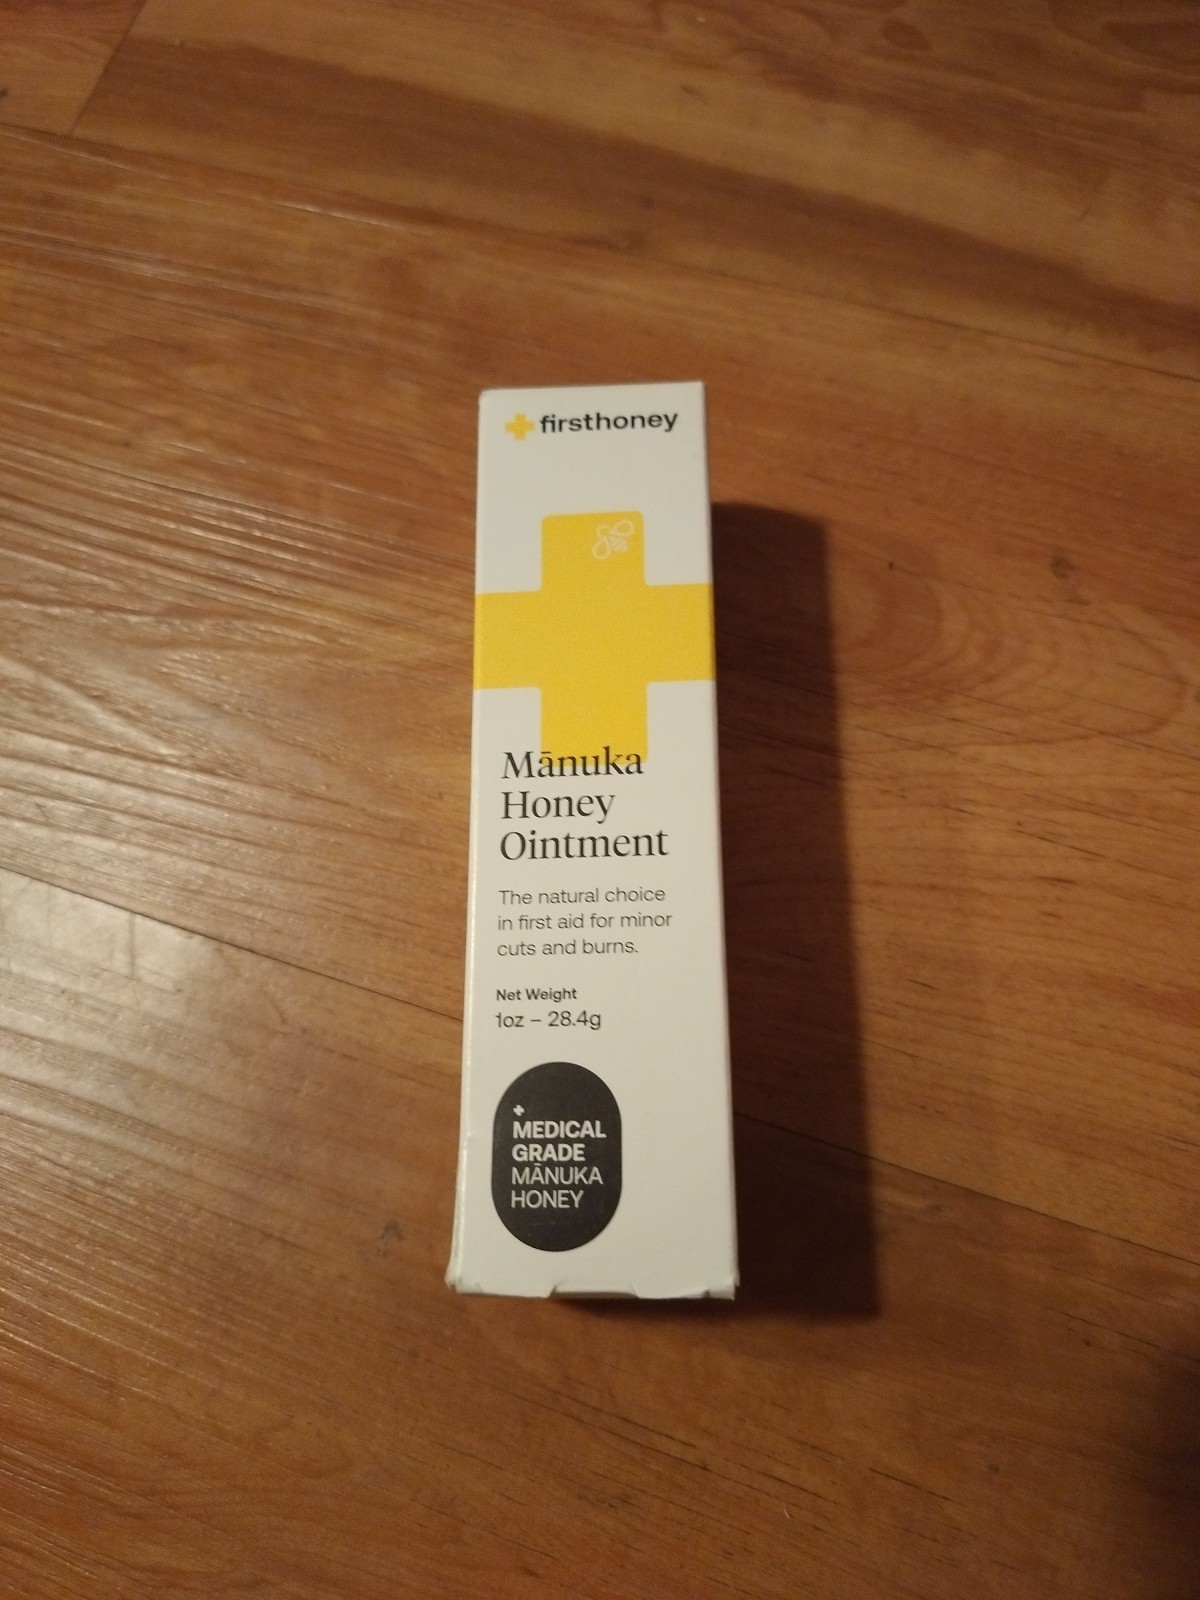 firsthoney
Mānuka
Honey
Ointment
The natural choice
in first aid for minor
cuts and burns.
Net Weight
1oz – 28.4g
MEDICAL
GRADE
MĀNUKA
HONEY